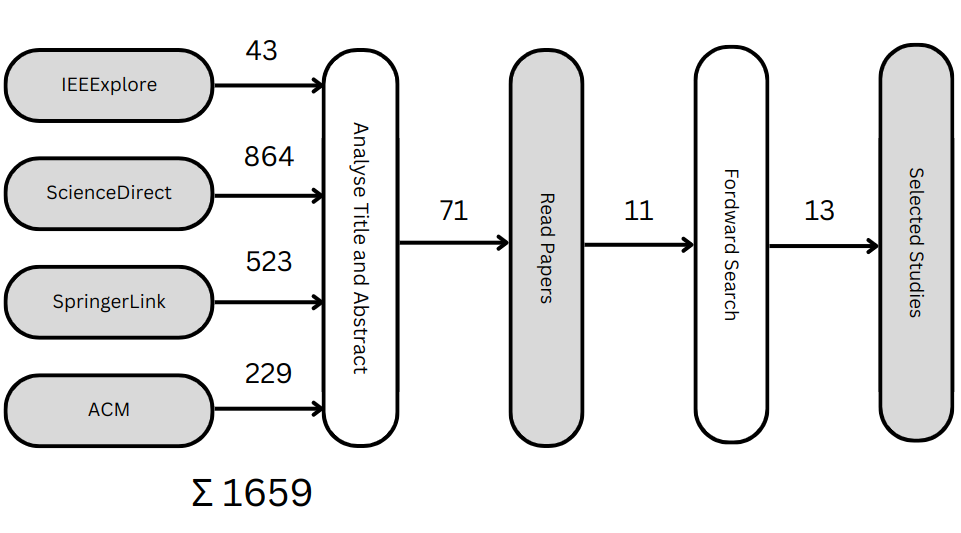 IEEExplore
43
ScienceDirect
864
SpringerLink
523
ACM
229
Σ 1659
Analyse Title and Abstract
71
Read Papers
11
Fordward Search
13
Selected Studies